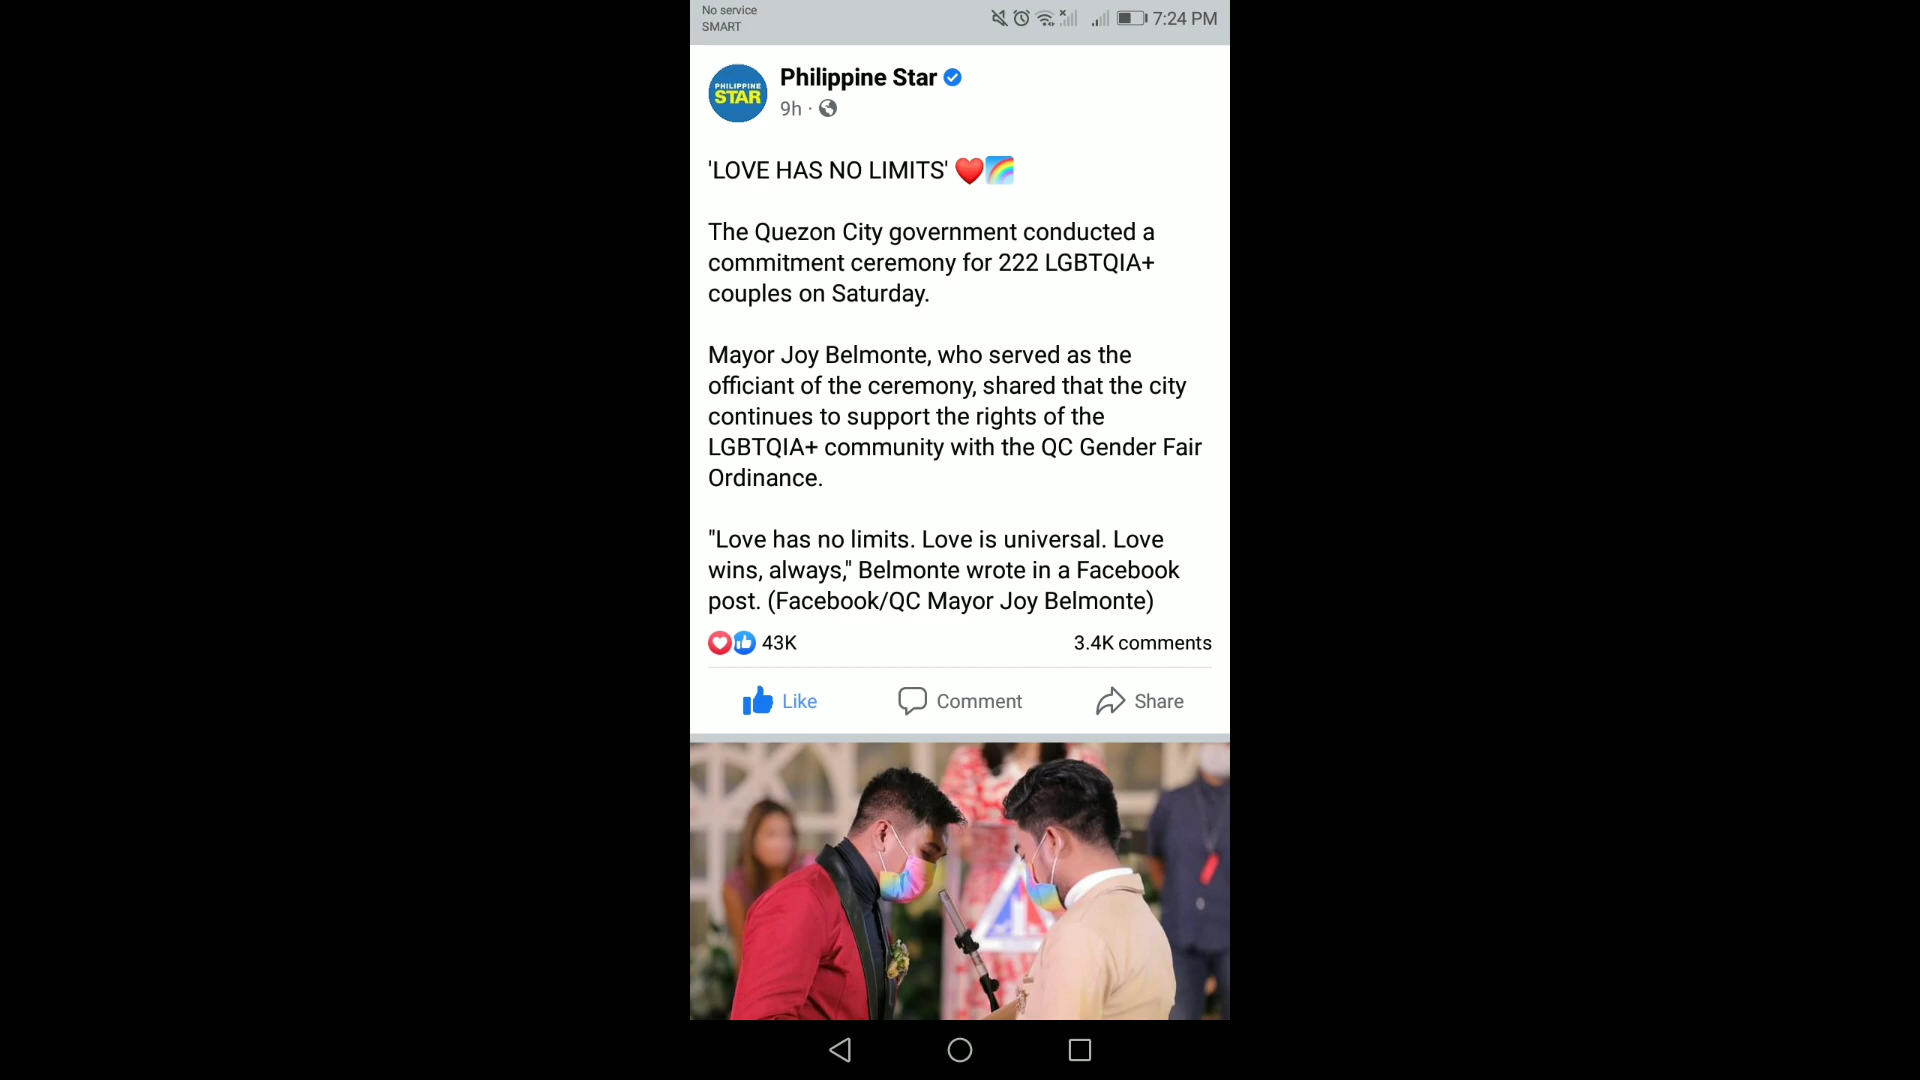 No service
SMART
7:24 PM
PHILIPPINE
STAR
Philippine Star
9h ·
'LOVE HAS NO LIMITS' ❤️🌈
The Quezon City government conducted a
commitment ceremony for 222 LGBTQIA+
couples on Saturday.
Mayor Joy Belmonte, who served as the
officiant of the ceremony, shared that the city
continues to support the rights of the
LGBTQIA+ community with the QC Gender Fair
Ordinance.
"Love has no limits. Love is universal. Love
wins, always," Belmonte wrote in a Facebook
post. (Facebook/QC Mayor Joy Belmonte)
43K
3.4K comments
Like
Comment
Share